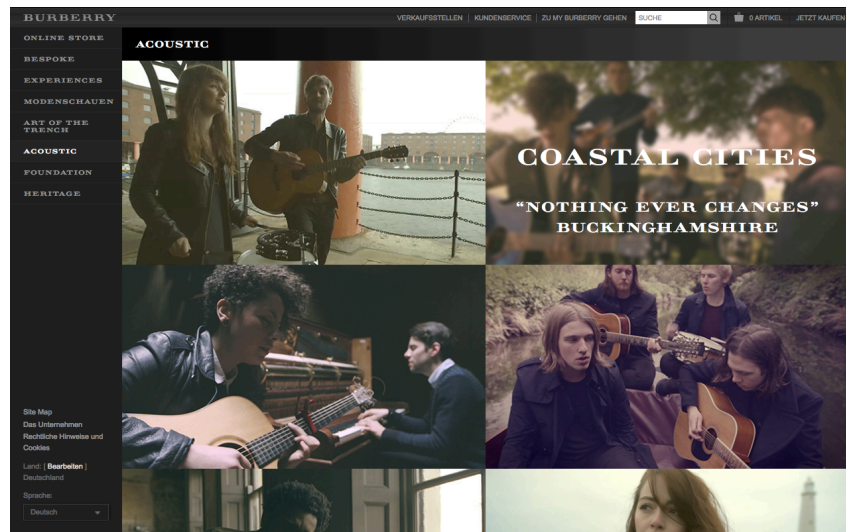 BURBERRY
VERKAUFSSTELLEN | KUNDENSERVICE | ZU MY BURBERRY GEHEN
SUCHE
0 ARTIKEL
JETZT KAUFEN
ONLINE STORE
BESPOKE
EXPERIENCES
MODENSCHAUEN
ART OF THE
TRENCH
ACOUSTIC
FOUNDATION
HERITAGE
Site Map
Das Unternehmen
Rechtliche Hinweise und
Cookies
Land: [ Bearbeiten ]
Deutschland
Sprache:
Deutsch
ACOUSTIC
COASTAL CITIES
“NOTHING EVER CHANGES”
BUCKINGHAMSHIRE